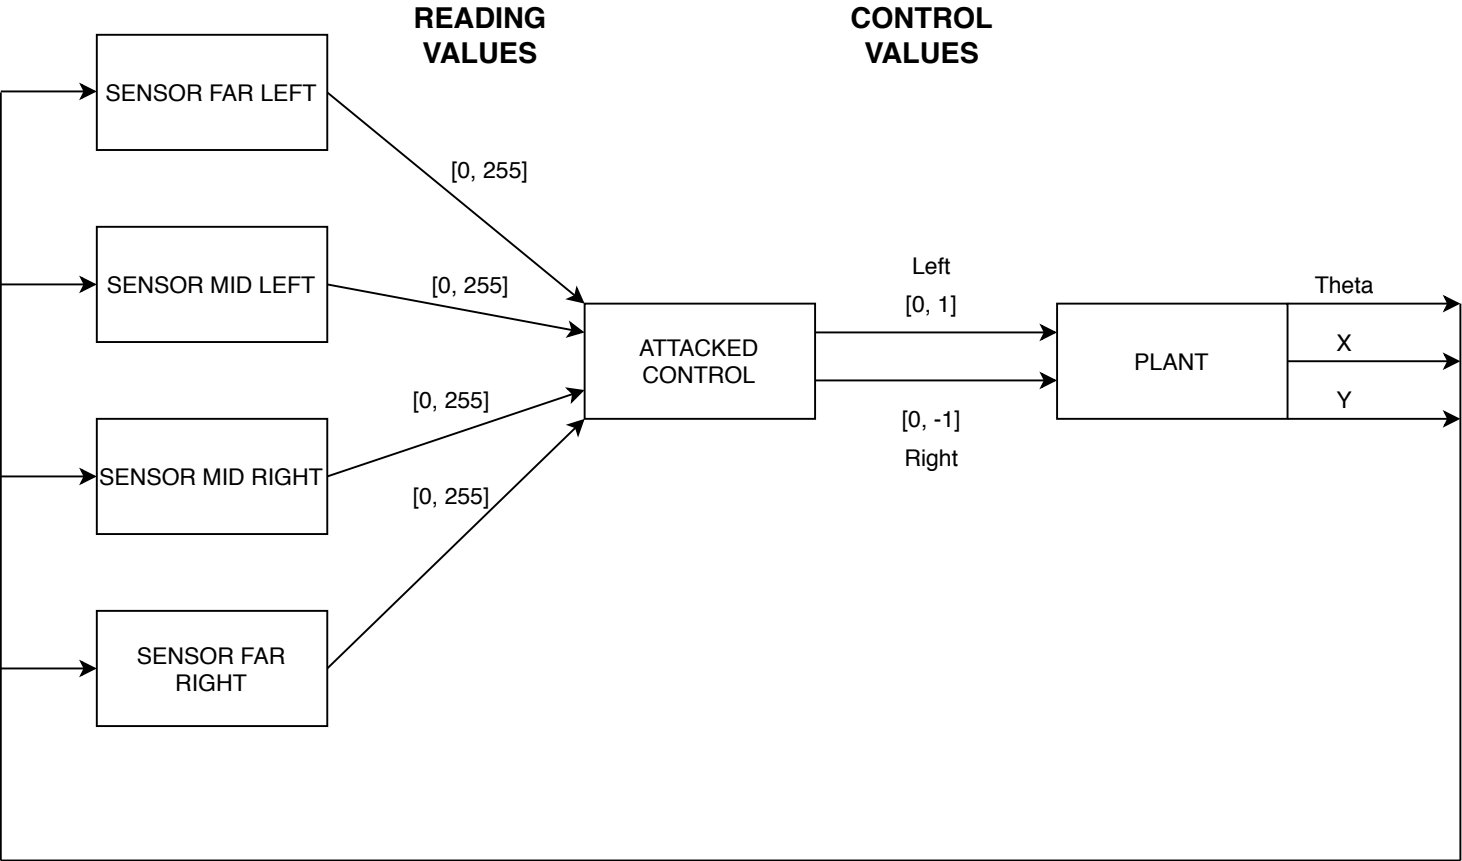 READING
VALUES
CONTROL
VALUES
SENSOR FAR LEFT
[0, 255]
SENSOR MID LEFT
[0, 255]
SENSOR MID RIGHT
[0, 255]
SENSOR FAR
RIGHT
[0, 255]
ATTACKED
CONTROL
Left
[0, 1]
[0, -1]
Right
PLANT
Theta
X
Y